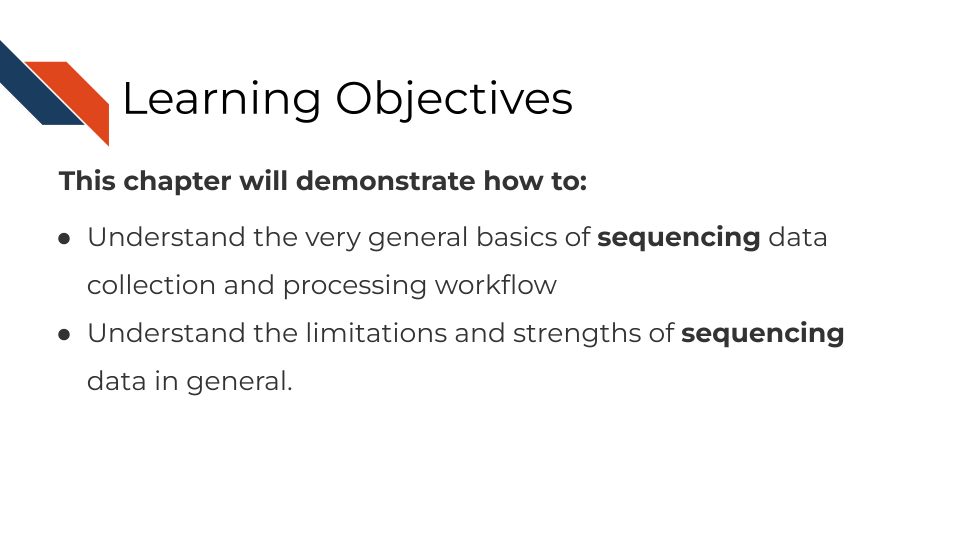 Learning Objectives
This chapter will demonstrate how to:
● Understand the very general basics of sequencing data
collection and processing workflow
● Understand the limitations and strengths of sequencing
data in general.